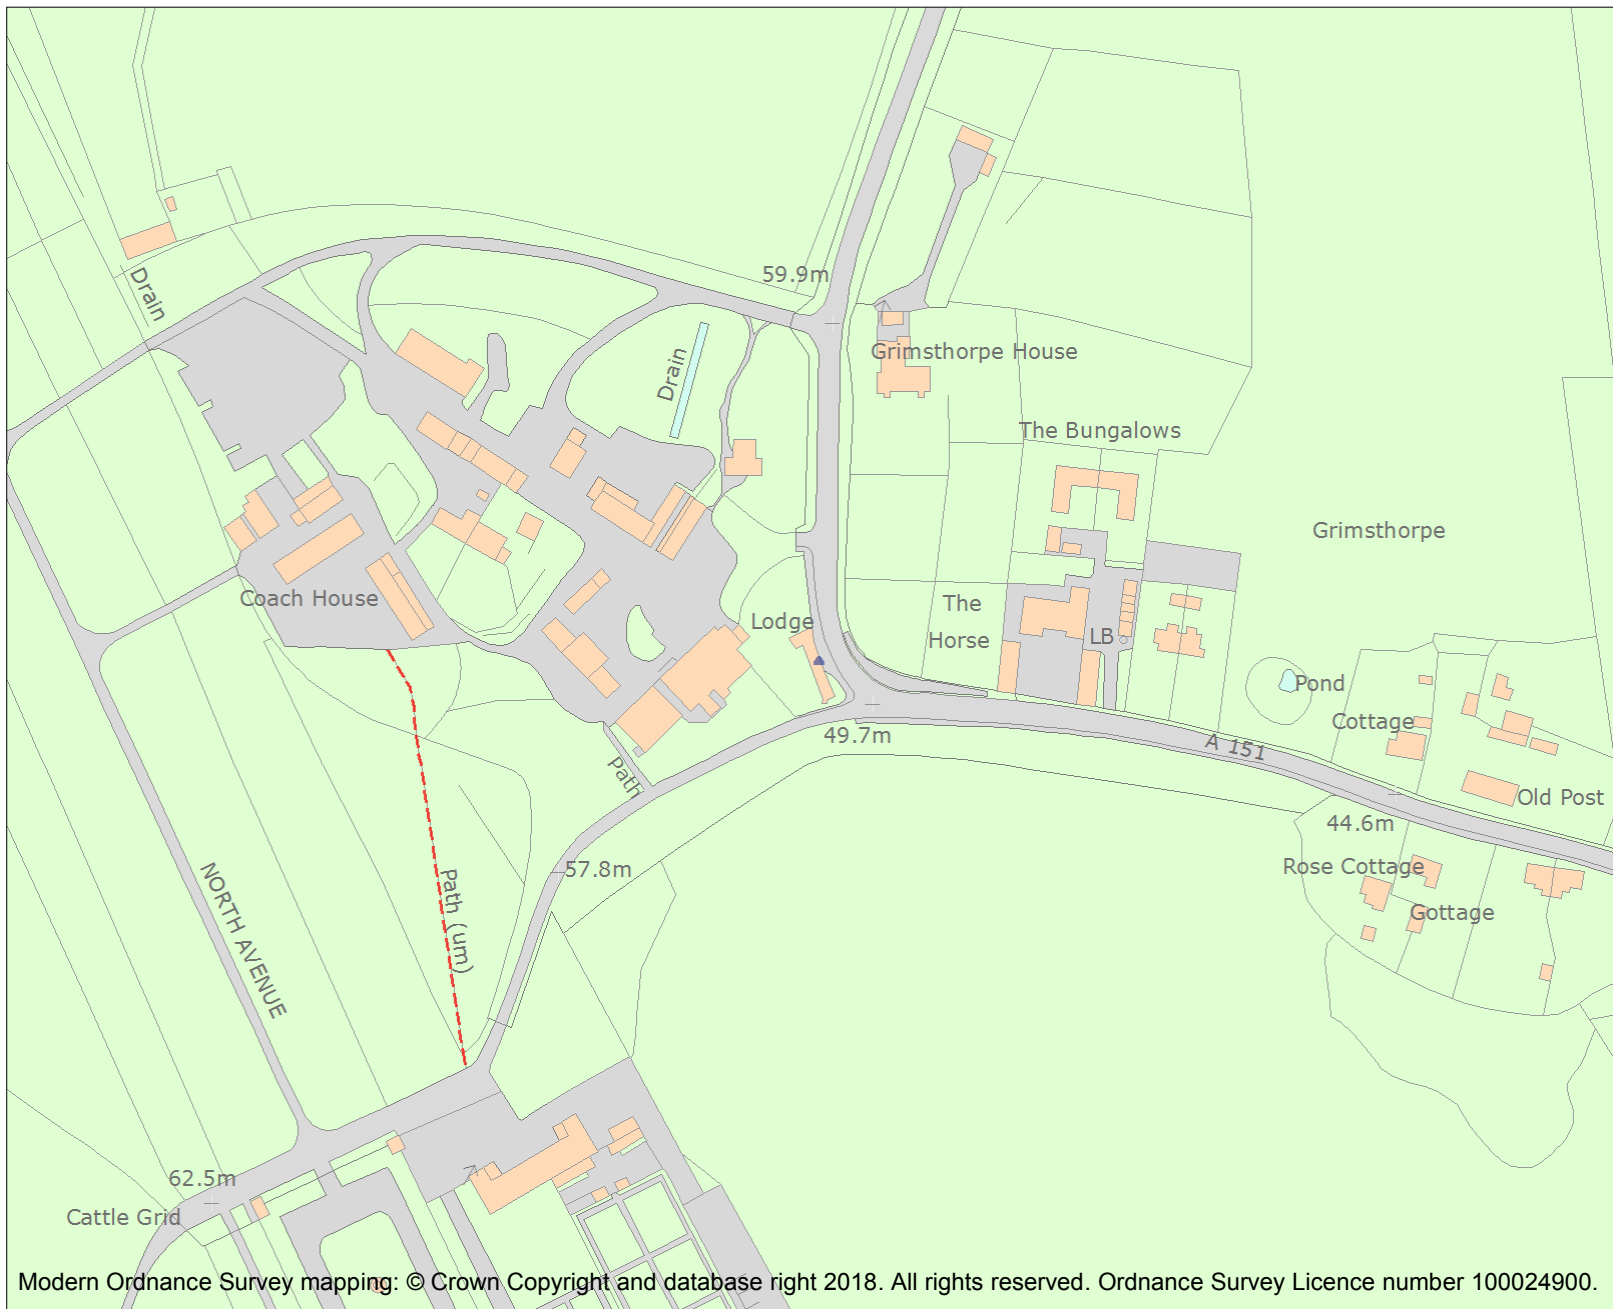 59.9m
Drain
Grimsthorpe House
Drain
The Bungalows
Grimsthorpe
Coach House
The
Horse
Lodge
LB
Pond
Cottage
49.7m
A 151
Path
Old Post
44.6m
57.8m
Rose Cottage
Gottage
NORTH AVENUE
Path (um)
62.5m
Cattle Grid
Modern Ordnance Survey mapping: © Crown Copyright and database right 2018. All rights reserved. Ordnance Survey Licence number 100024900.